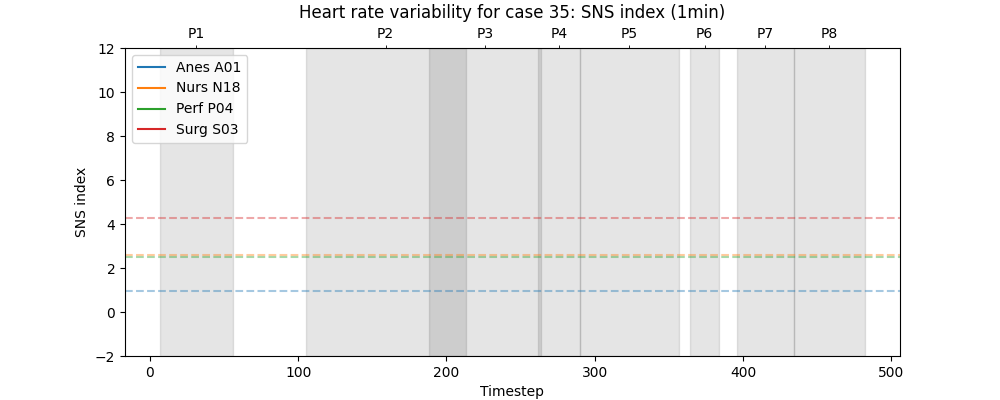 Heart rate variability for case 35: SNS index (1min)
P1 P2 P3 P4 P5 P6 P7 P8
Anes A01
Nurs N18
Perf P04
Surg S03
SNS index
12
10
8
6
4
2
0
−2
0 100 200 300 400 500
Timestep